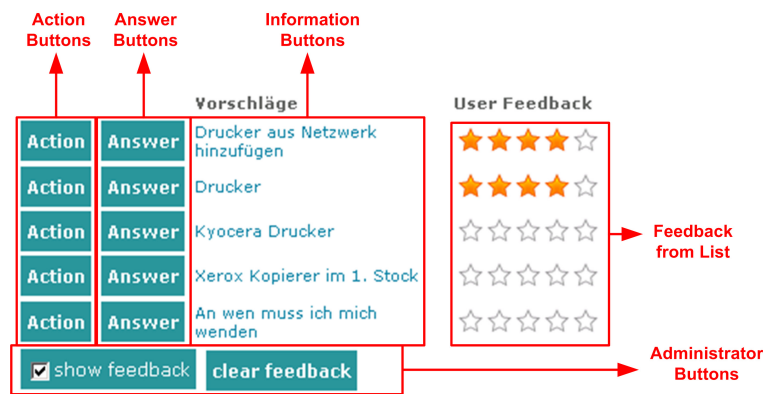 Action Answer Information
Buttons Buttons Buttons
Vorschläge User Feedback
Action Answer Drucker aus Netzwerk
hinzufügen
Action Answer Drucker
Action Answer Kyocera Drucker
Action Answer Xerox Kopierer im 1. Stock
Action Answer An wen muss ich mich
wenden
Feedback
from List
show feedback clear feedback
Administrator
Buttons